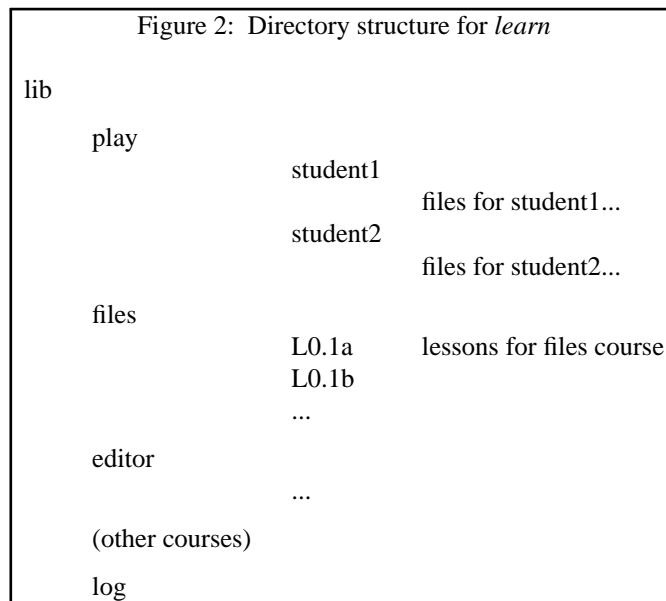 Figure 2: Directory structure for learn
lib
play
student1
files for student1...
student2
files for student2...
files
L0.1a lessons for files course
L0.1b
...
editor
...
(other courses)
log